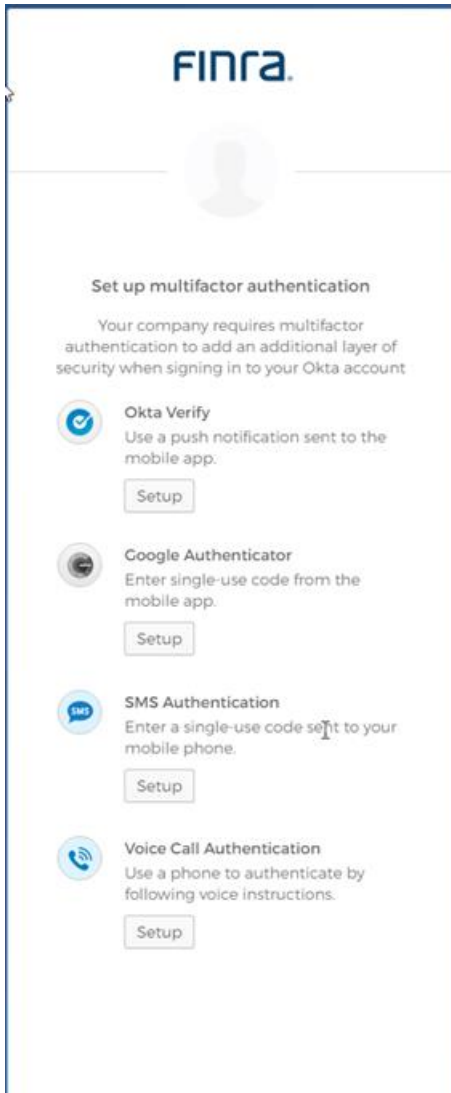 FINra.
Set up multifactor authentication
Your company requires multifactor
authentication to add an additional layer of
security when signing in to your Okta account
Okta Verify
Use a push notification sent to the
mobile app.
Setup
Google Authenticator
Enter single-use code from the
mobile app.
Setup
SMS
SMS Authentication
Enter a single-use code sent to your
mobile phone.
Setup
Voice Call Authentication
Use a phone to authenticate by
following voice instructions.
Setup